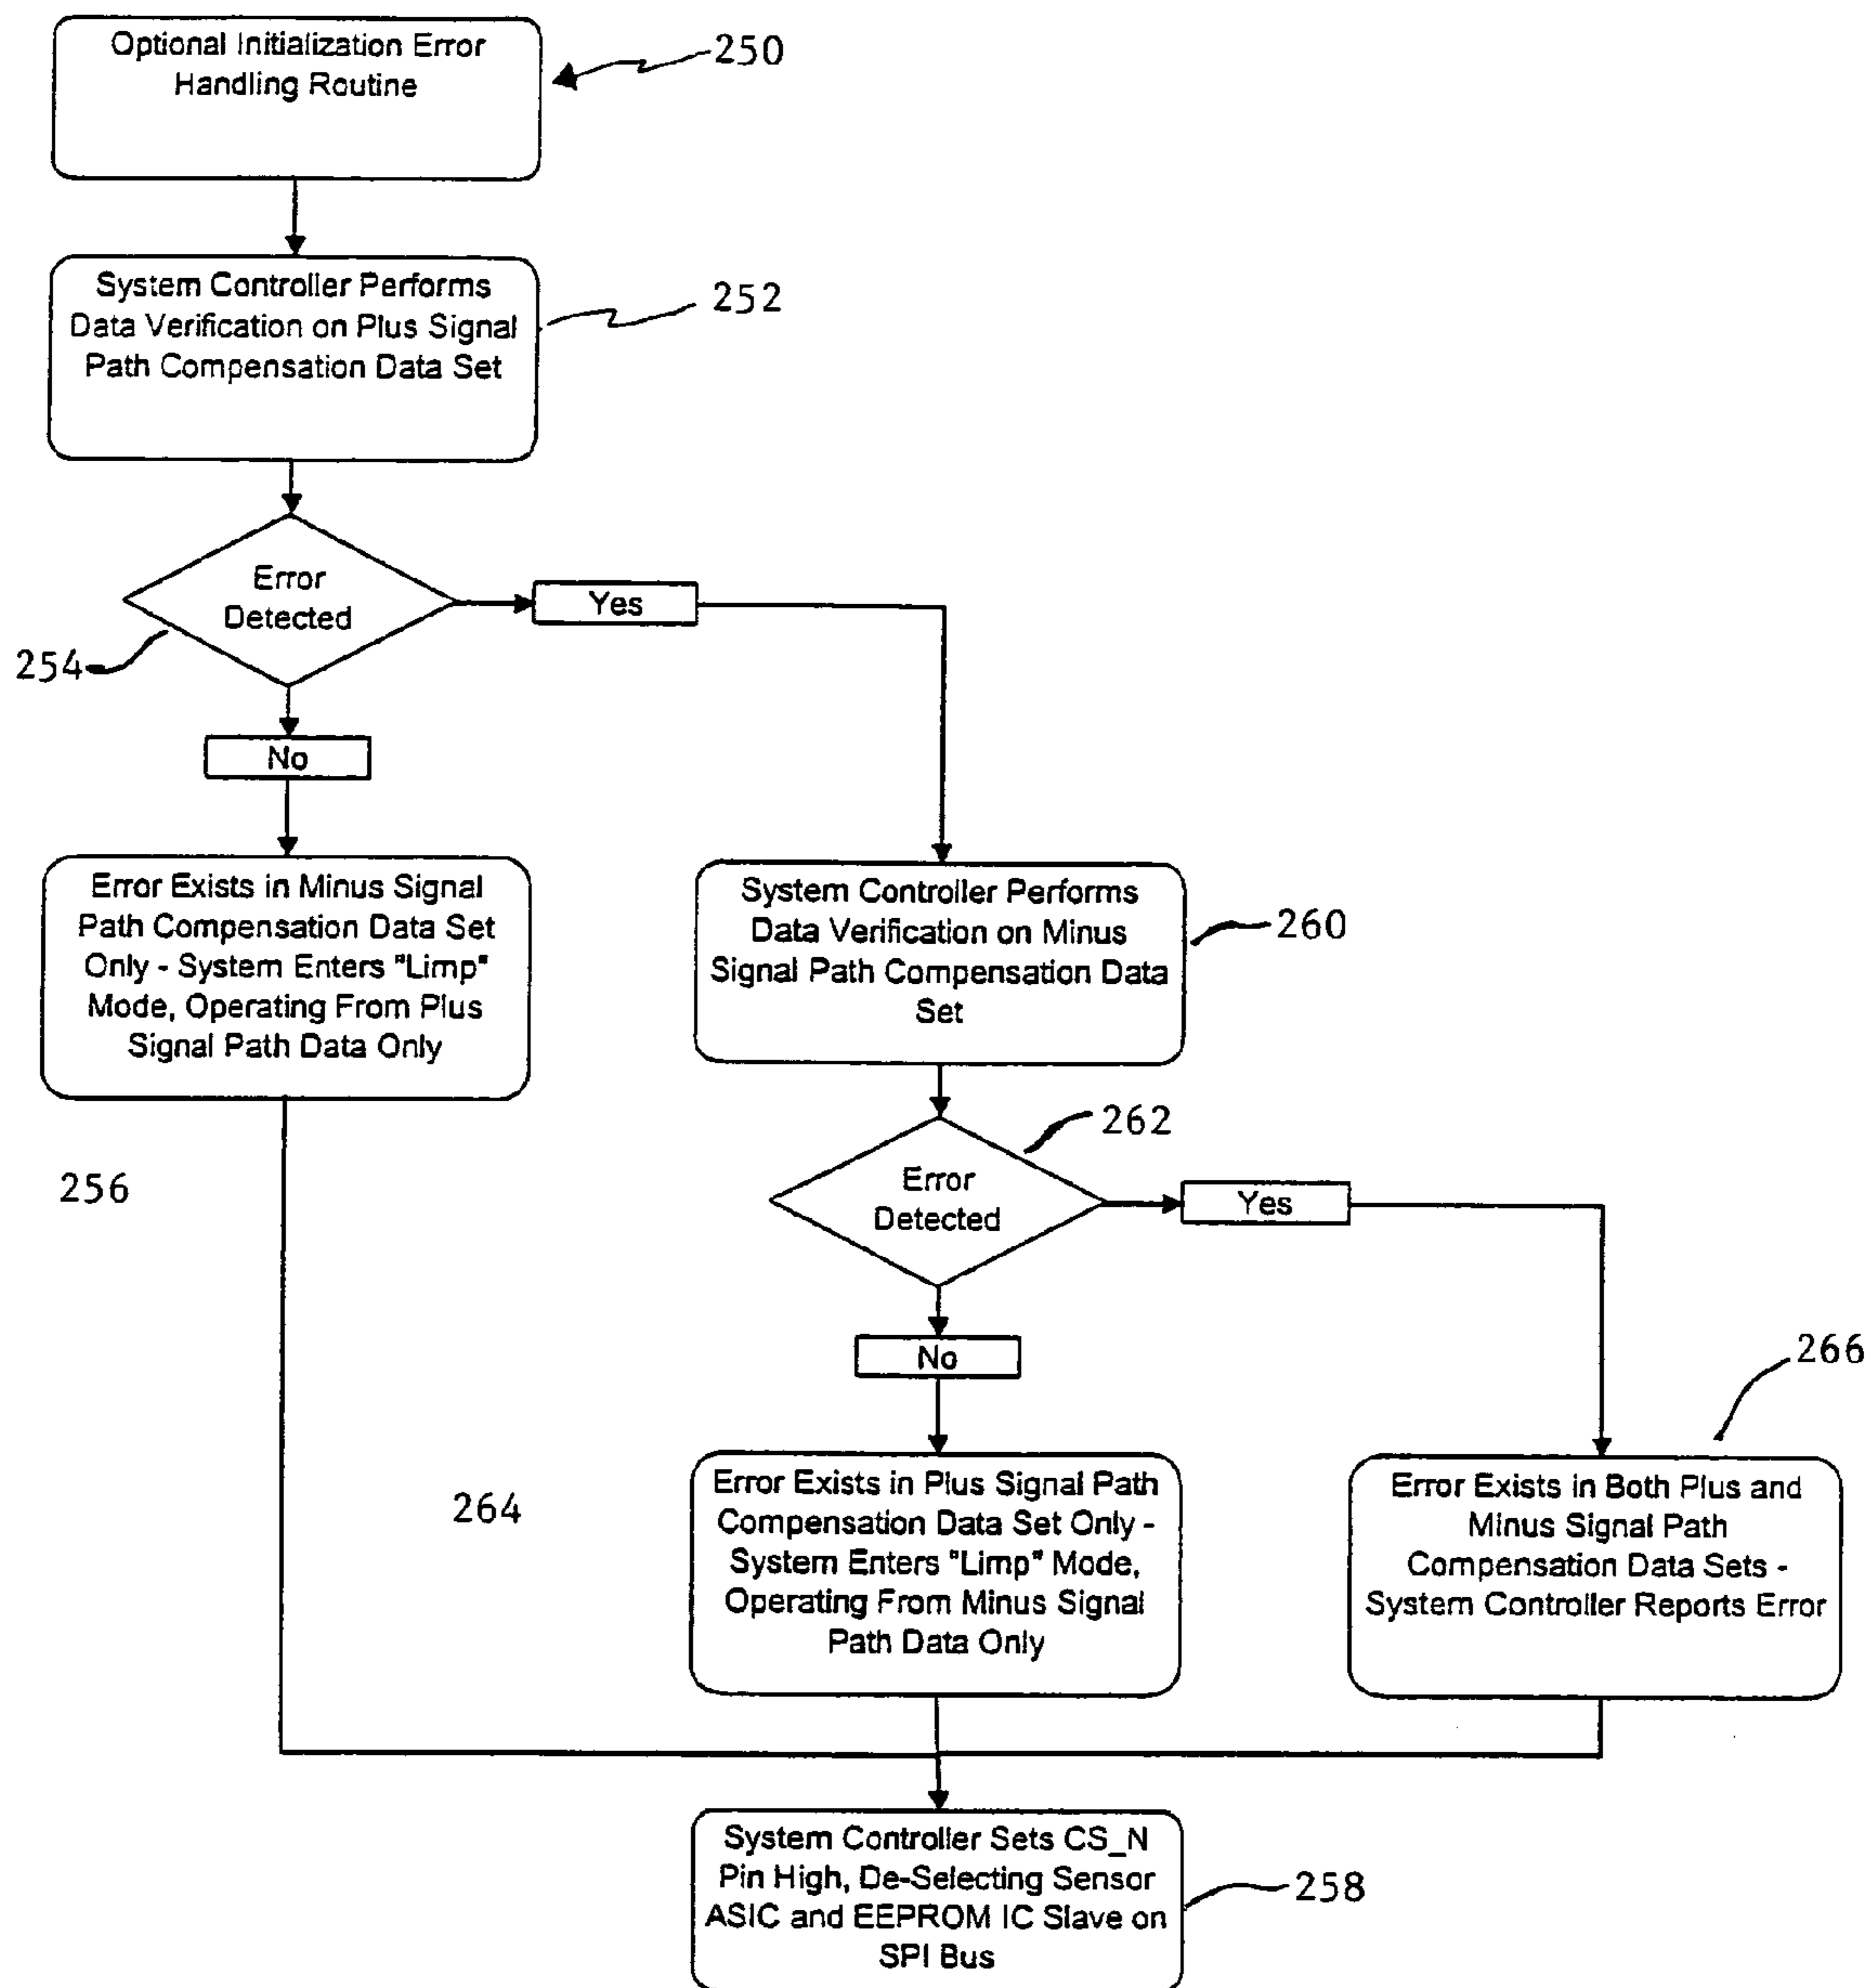 Optional Initialization Error
Handling Routine
250
System Controller Performs
Data Verification on Plus Signal
Path Compensation Data Set
252
Error
Detected
254
Yes
No
Error Exists in Minus Signal
Path Compensation Data Set
Only - System Enters "Limp"
Mode, Operating From Plus
Signal Path Data Only
256
System Controller Performs
Data Verification on Minus
Signal Path Compensation Data
Set
260
262
Error
Detected
Yes
No
264
Error Exists in Plus Signal Path
Compensation Data Set Only -
System Enters "Limp" Mode,
Operating From Minus Signal
Path Data Only
266
Error Exists in Both Plus and
Minus Signal Path
Compensation Data Sets -
System Controller Reports Error
System Controller Sets CS_N
Pin High, De-Selecting Sensor
ASIC and EEPROM IC Slave on
SPI Bus
258